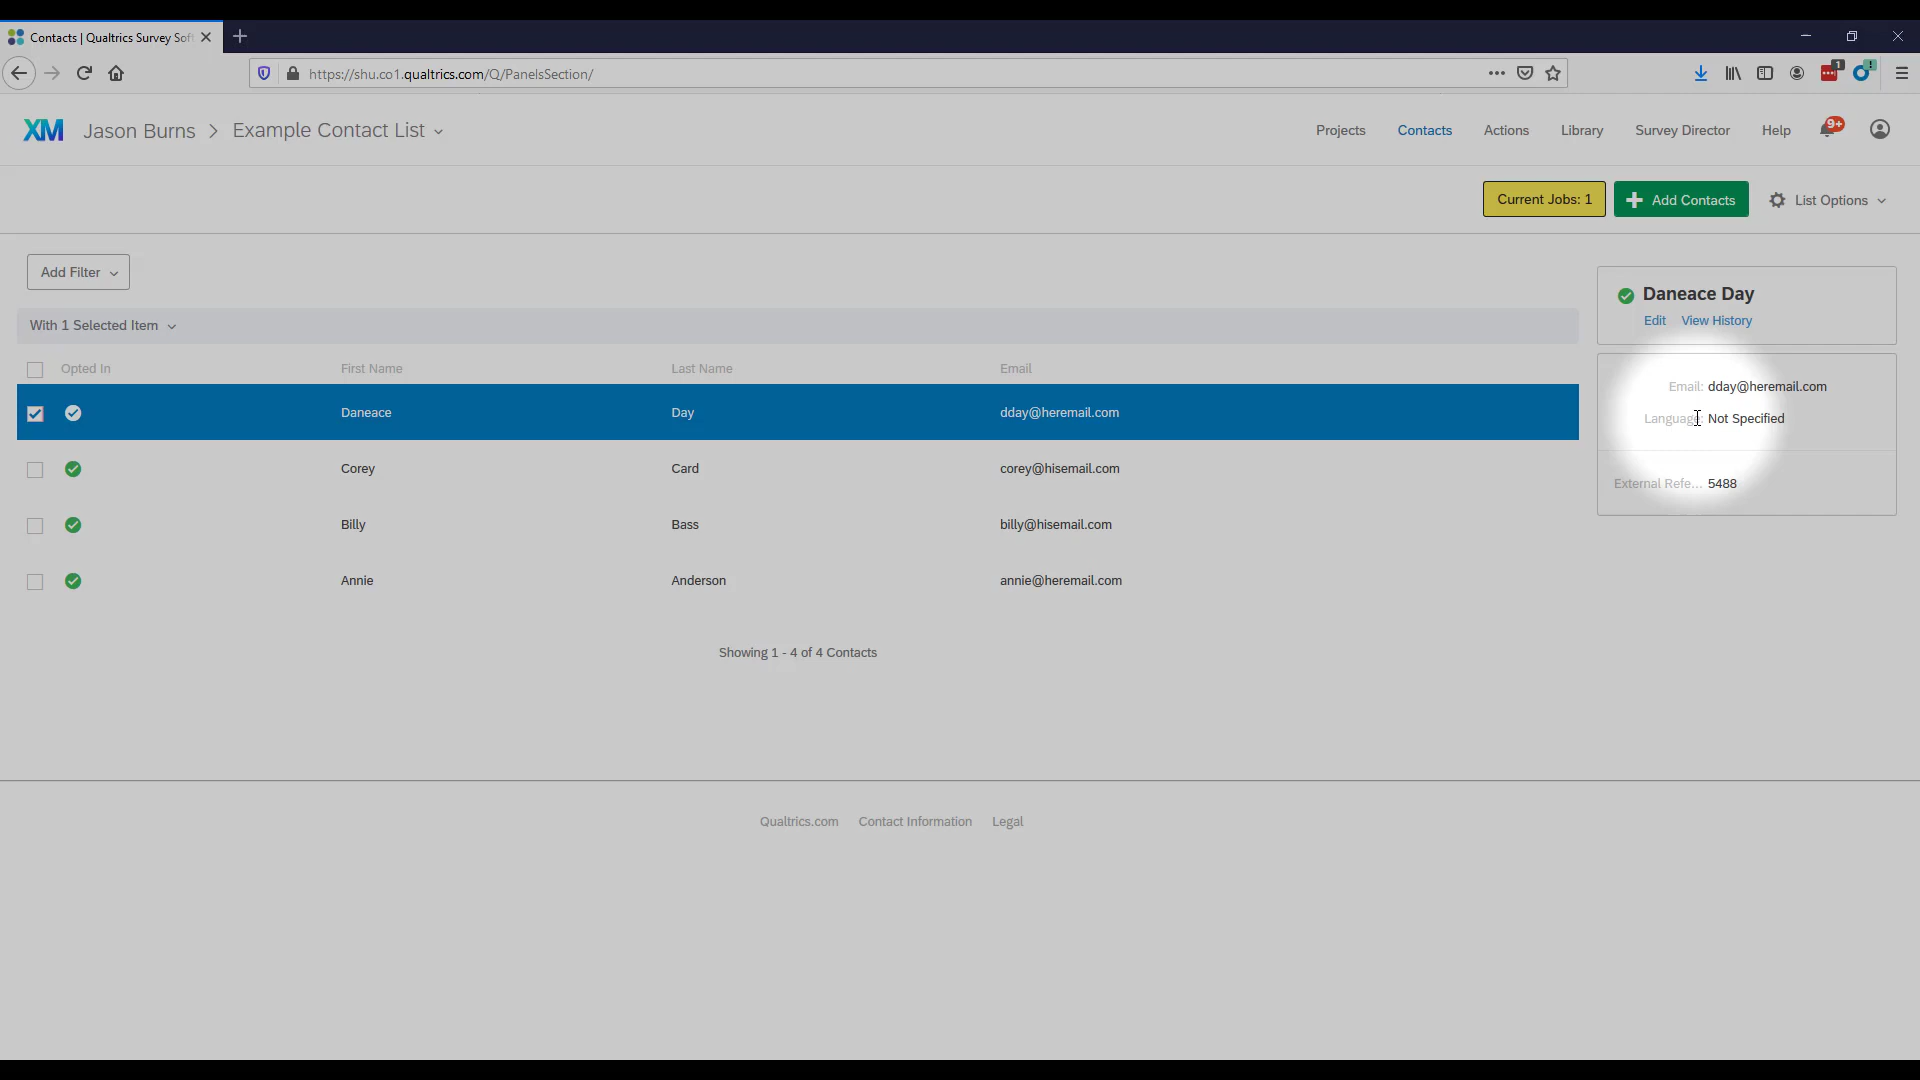 Contacts | Qualtrics Survey Soft
https://shu.co1.qualtrics.com/Q/PanelsSection/
1
!
XM Jason Burns > Example Contact List
Projects Contacts Actions Library Survey Director Help 9+
Current Jobs: 1 Add Contacts List Options
Add Filter
With 1 Selected Item
Opted In First Name Last Name Email
Daneace Day dday@heremail.com
Corey Card corey@hisemail.com
Billy Bass billy@hisemail.com
Annie Anderson annie@heremail.com
Showing 1 - 4 of 4 Contacts
Daneace Day
Edit View History
Email: dday@heremail.com
Language: Not Specified
External Refe... 5488
Qualtrics.com Contact Information Legal